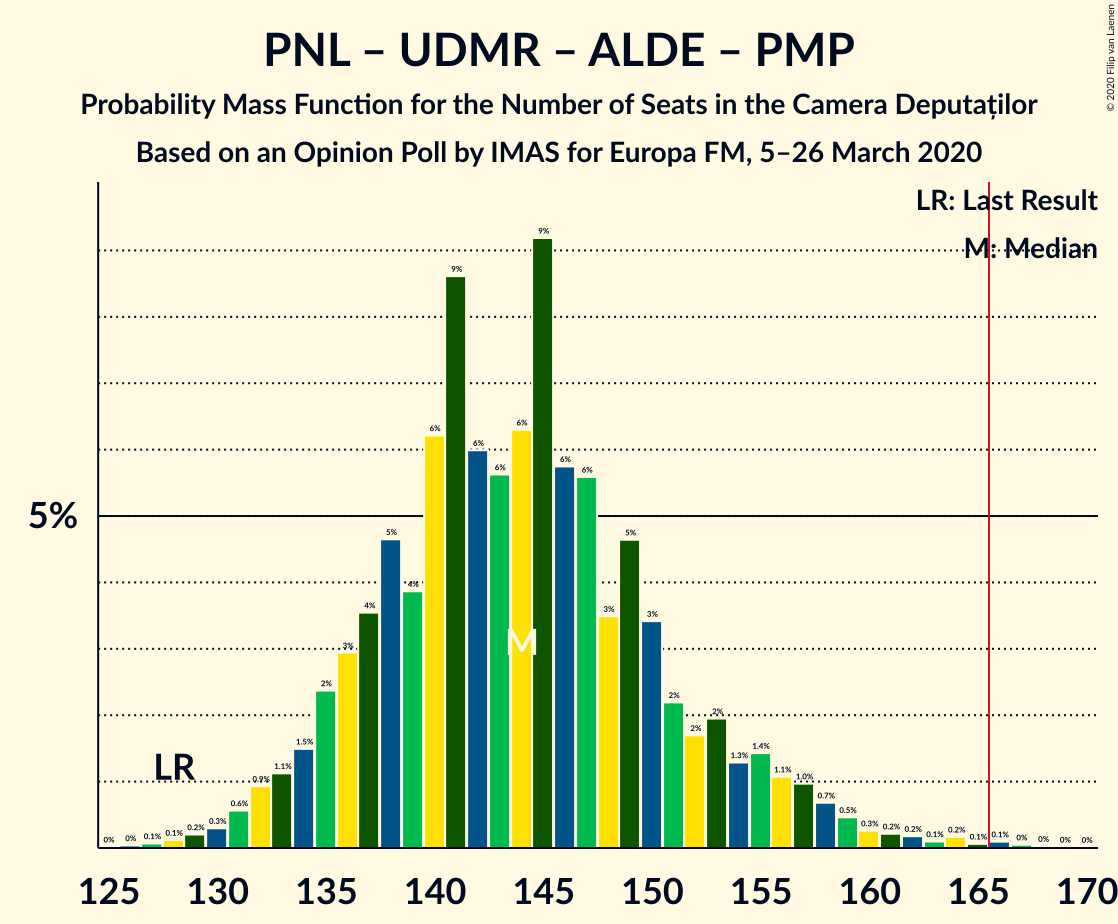 PNL – UDMR – ALDE – PMP
© 2020 Filip van Laenen
Probability Mass Function for the Number of Seats in the Camera Deputaților
Based on an Opinion Poll by IMAS for Europa FM, 5–26 March 2020
LR: Last Result
M: Median
5%
LR
M
0% 0% 0.1% 0.1% 0.2% 0.3% 0.6% 0.9% 1.1% 1.5% 2% 3% 4% 5% 4% 6% 9% 6% 6% 6% 9% 6% 6% 3% 5% 3% 2% 2% 2% 1.3% 1.4% 1.1% 1.0% 0.7% 0.5% 0.3% 0.2% 0.2% 0.1% 0.2% 0.1% 0.1% 0% 0% 0% 0%
125 130 135 140 145 150 155 160 165 170